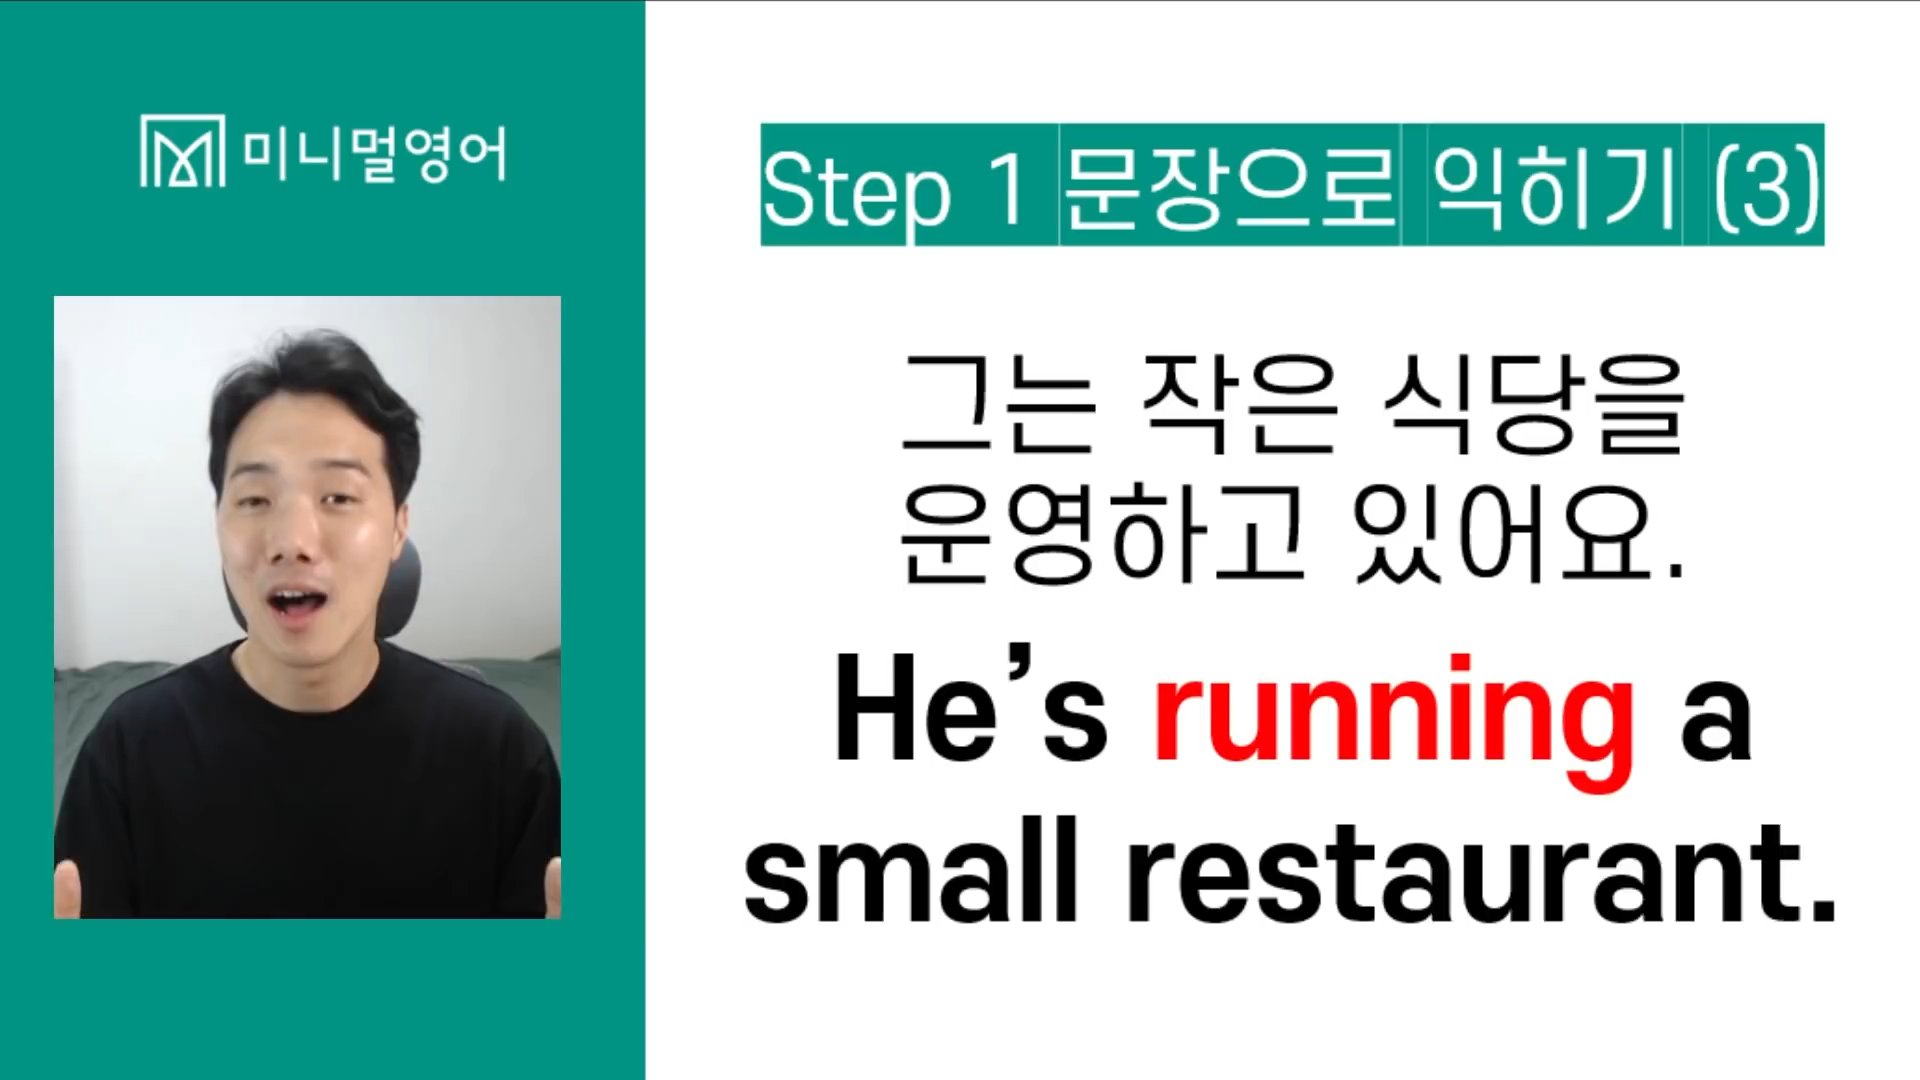 미니멀영어
Step 1 문장으로 익히기 (3)
그는 작은 식당을
운영하고 있어요.
He’s running a
small restaurant.